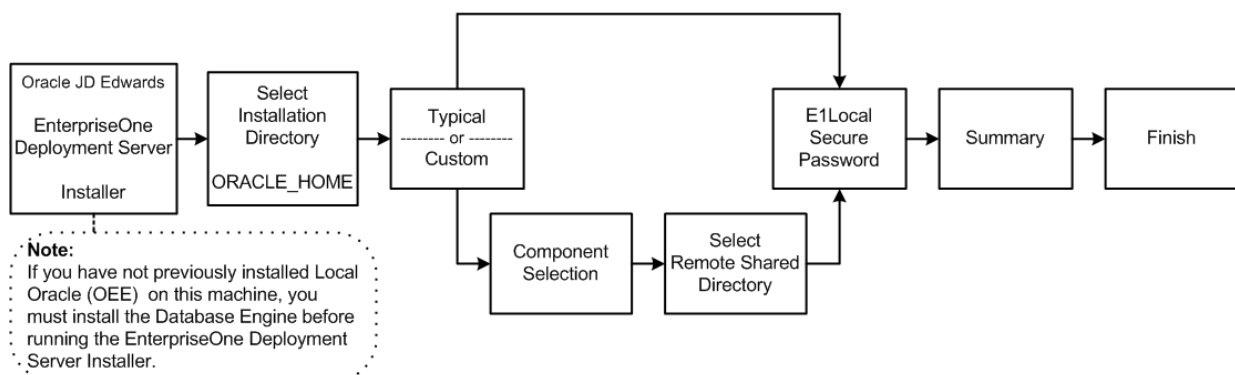 Oracle JD Edwards
EnterpriseOne
Deployment Server
Installer
Select
Installation
Directory
ORACLE_HOME
Typical
-------- or --------
Custom
Component
Selection
Select
Remote Shared
Directory
E1Local
Secure
Password
Summary
Finish
Note:
If you have not previously installed Local
Oracle (OEE) on this machine, you
must install the Database Engine before
running the EnterpriseOne Deployment
Server Installer.